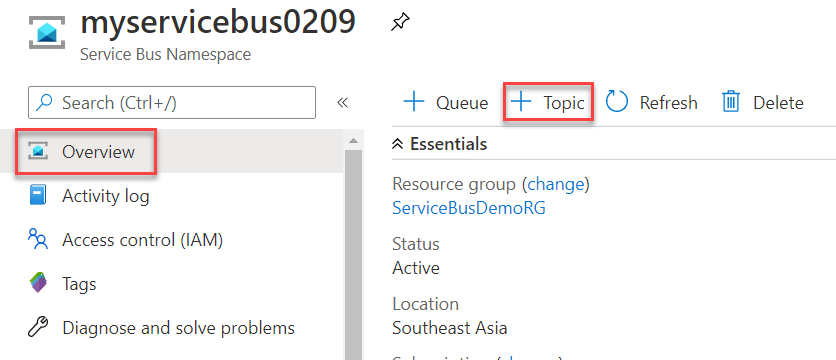 myservicebus0209
Service Bus Namespace
Search (Ctrl+/)
«
Overview
Activity log
Access control (IAM)
Tags
Diagnose and solve problems
Queue
Topic
Refresh
Delete
Essentials
Resource group (change)
ServiceBusDemoRG
Status
Active
Location
Southeast Asia